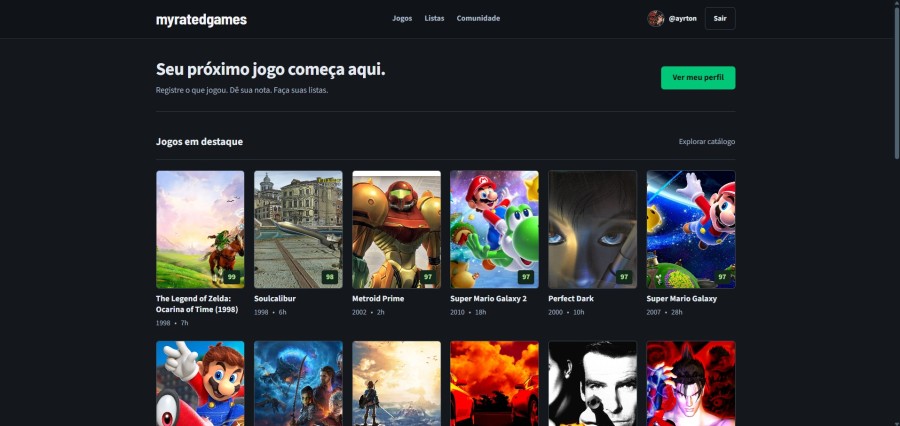 myratedgames
Jogos Listas Comunidade
@ayrton
Sair
Seu próximo jogo começa aqui.
Registre o que jogou. Dê sua nota. Faça suas listas.
Ver meu perfil
Jogos em destaque
Explorar catálogo
99
98
97
97
97
97
The Legend of Zelda:
Ocarina of Time (1998)
1998 • 7h
Soulcalibur
1998 • 6h
Metroid Prime
2002 • 2h
Super Mario Galaxy 2
2010 • 18h
Perfect Dark
2000 • 10h
Super Mario Galaxy
2007 • 28h